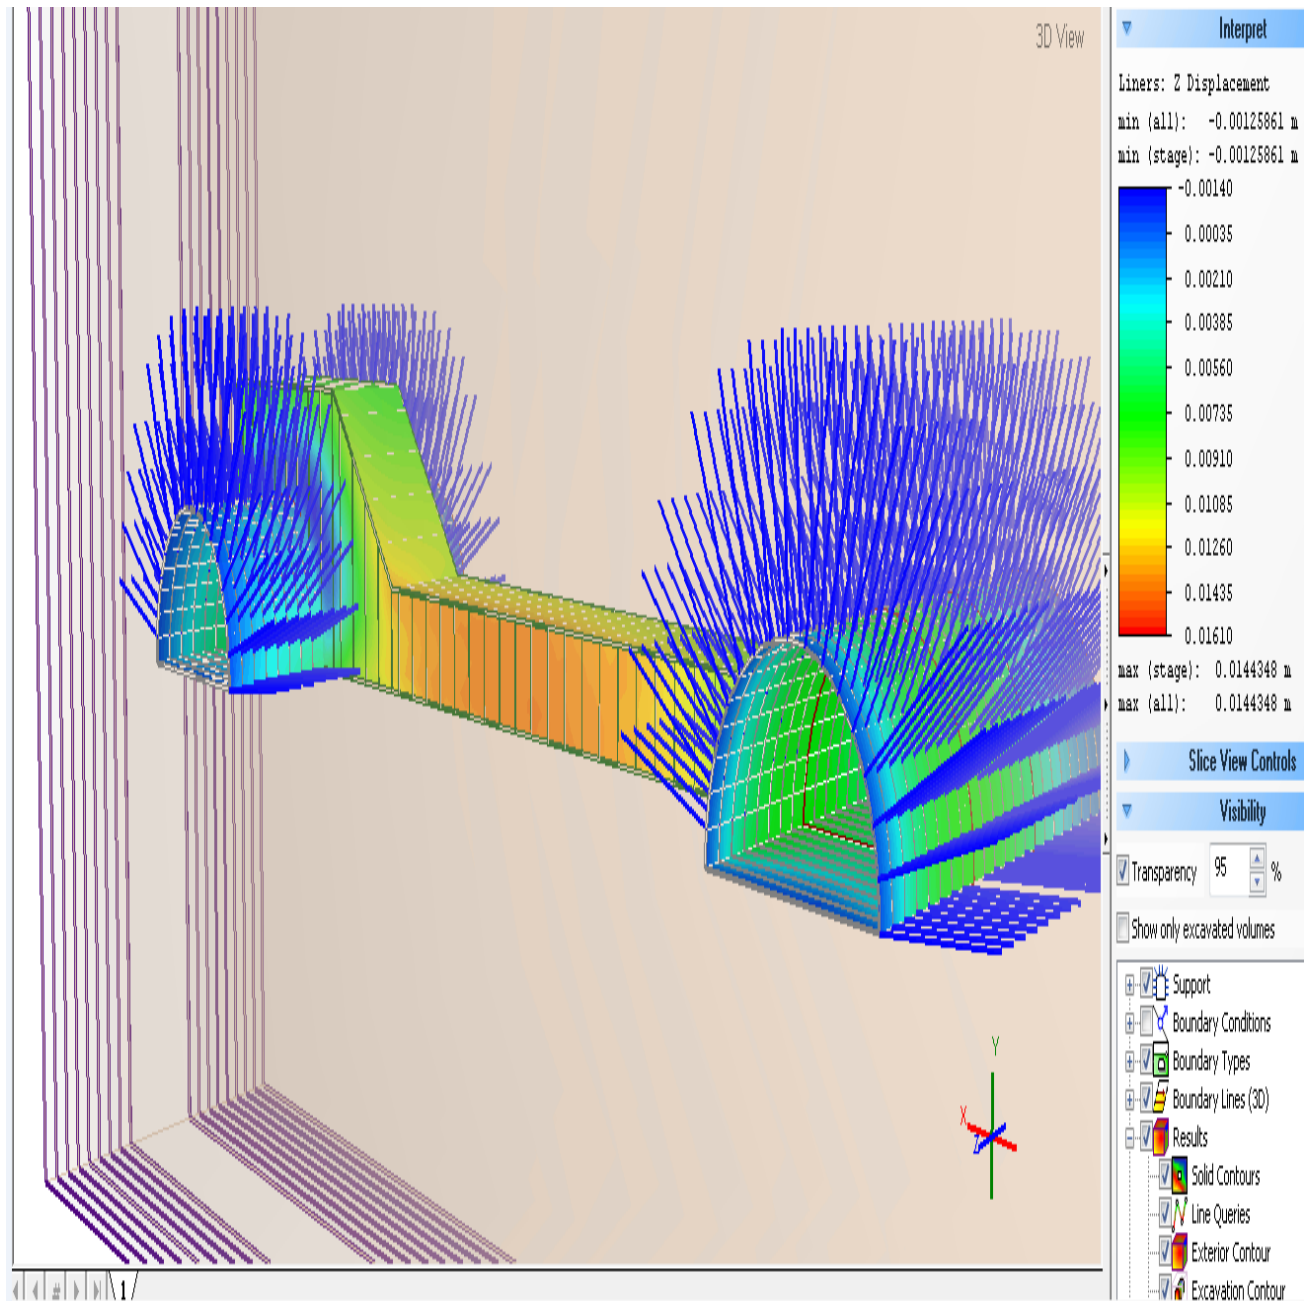 3D View
Interpret
Liners: Z Displacement
min (all): -0.00125861 m
min (stage): -0.00125861 m
-0.00140
0.00035
0.00210
0.00385
0.00560
0.00735
0.00910
0.01085
0.01260
0.01435
0.01610
max (stage): 0.0144348 m
max (all): 0.0144348 m
Slice View Controls
Visibility
Transparency 95 %
Show only excavated volumes
Support
Boundary Conditions
Boundary Types
Boundary Lines (3D)
Results
Solid Contours
Line Queries
Exterior Contour
Excavation Contour
Y
X
Z
1